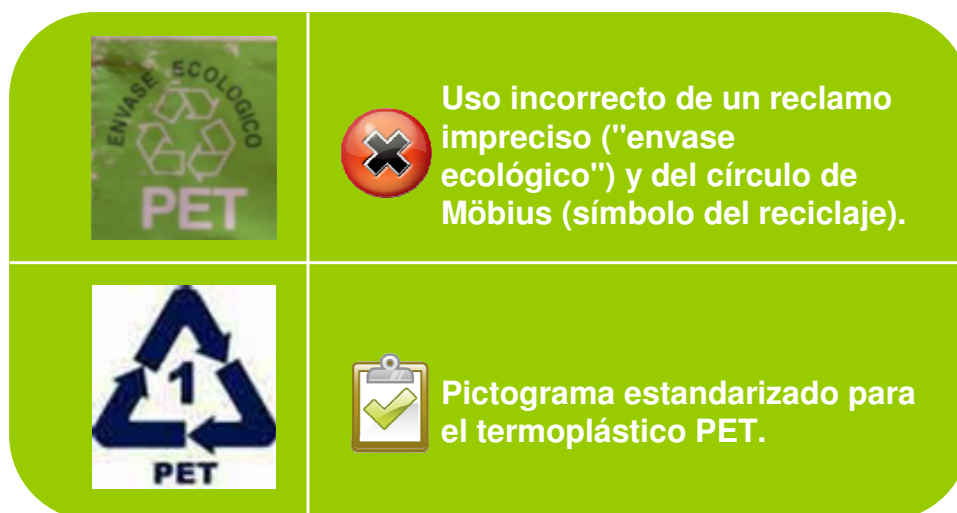 ENVASE ECOLOGICO
PET
Uso incorrecto de un reclamo
impreciso ("envase
ecológico") y del círculo de
Möbius (símbolo del reciclaje).
1
PET
Pictograma estandarizado para
el termoplástico PET.